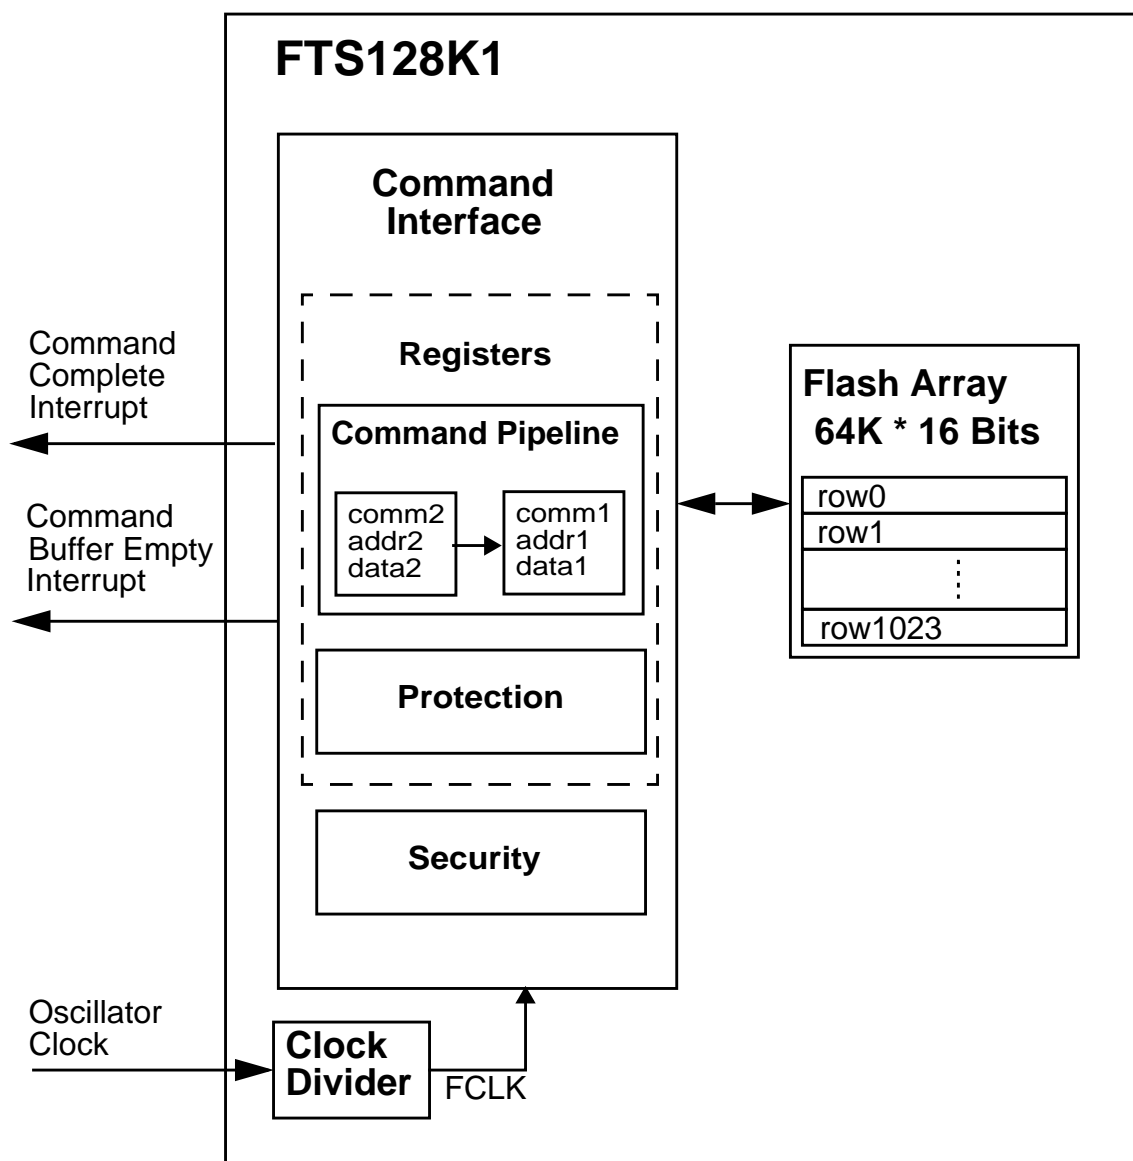 FTS128K1
Command
Interface
Registers
Command Pipeline
comm2
addr2
data2
comm1
addr1
data1
Protection
Security
Command
Complete
Interrupt
Command
Buffer Empty
Interrupt
Flash Array
64K * 16 Bits
row0
row1
row1023
Oscillator
Clock
Clock
Divider
FCLK